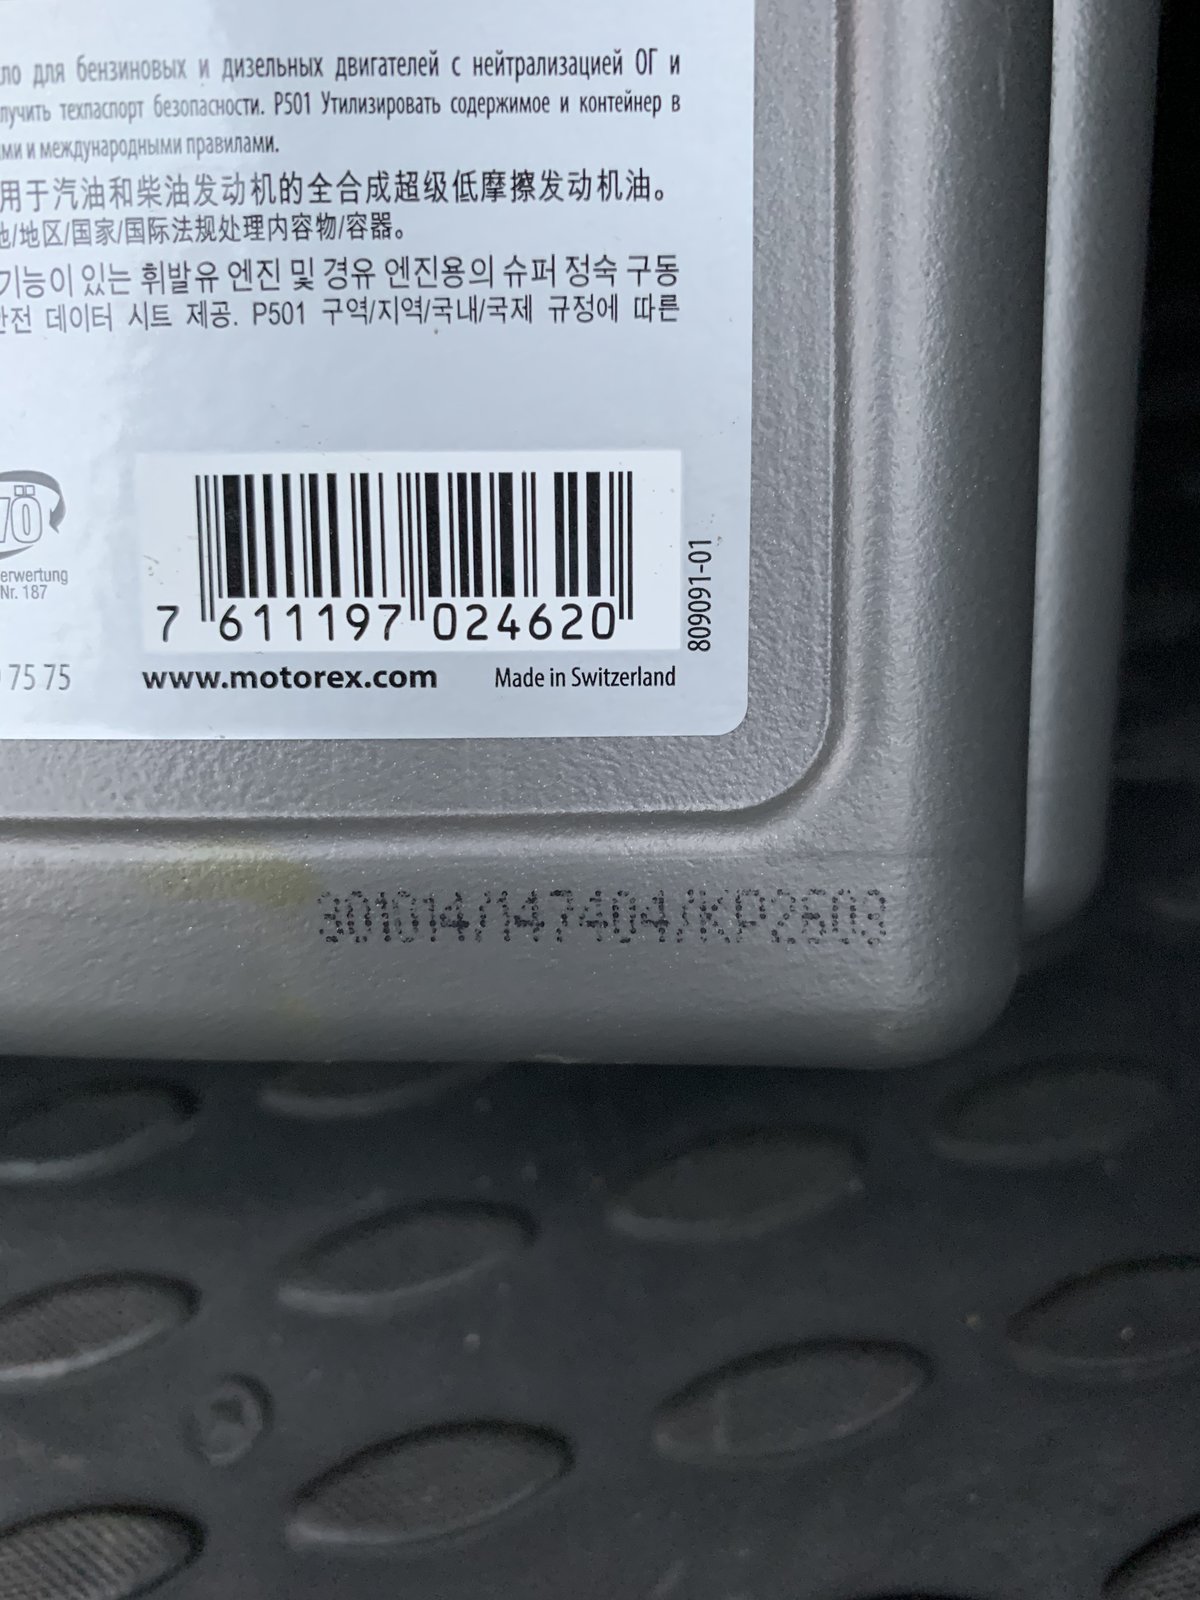 ло для бензиновых и дизельных двигателей с нейтрализацией ОГ и
лучить техпаспорт безопасности. P501 Утилизировать содержимое и контейнер в
ми и международными правилами.
用于汽油和柴油发动机的全合成超级低摩擦发动机油。
/地区/国家/国际法规处理内容物/容器。
기능이 있는 휘발유 엔진 및 경유 엔진용의 슈퍼 정숙 구동
안전 데이터 시트 제공. P501 구역/지역/국내/국제 규정에 따른
VÖ
erwertung
Nr. 187
7 611197 024620
809091-01
75 75
www.motorex.com
Made in Switzerland